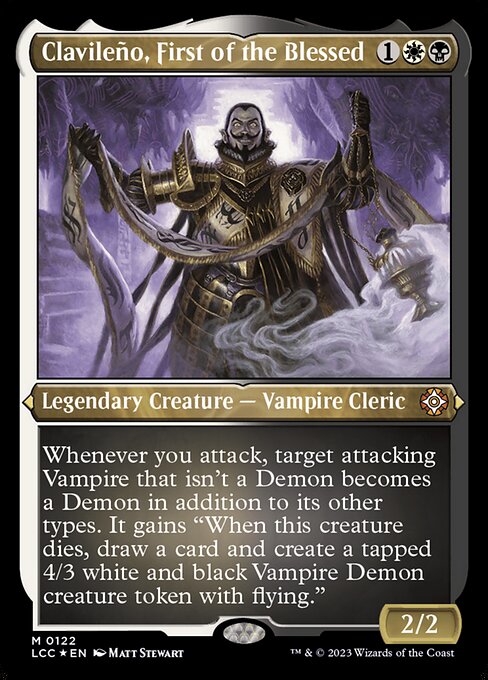 Clavileño, First of the Blessed 1
Legendary Creature — Vampire Cleric
Whenever you attack, target attacking
Vampire that isn't a Demon becomes
a Demon in addition to its other
types. It gains “When this creature
dies, draw a card and create a tapped
4/3 white and black Vampire Demon
creature token with flying.”
2/2
M 0122
LCC ★ EN Matt Stewart
™ & © 2023 Wizards of the Coast